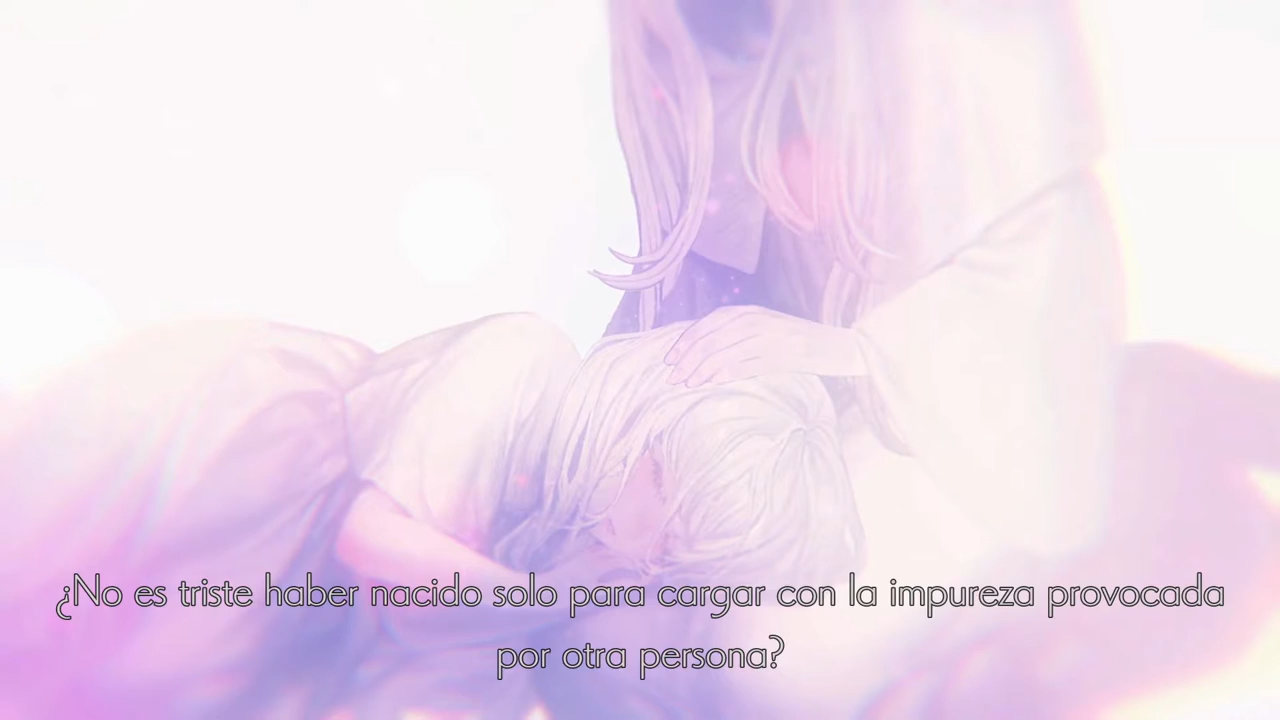 ¿No es triste haber nacido solo para cargar con la impureza provocada
por otra persona?